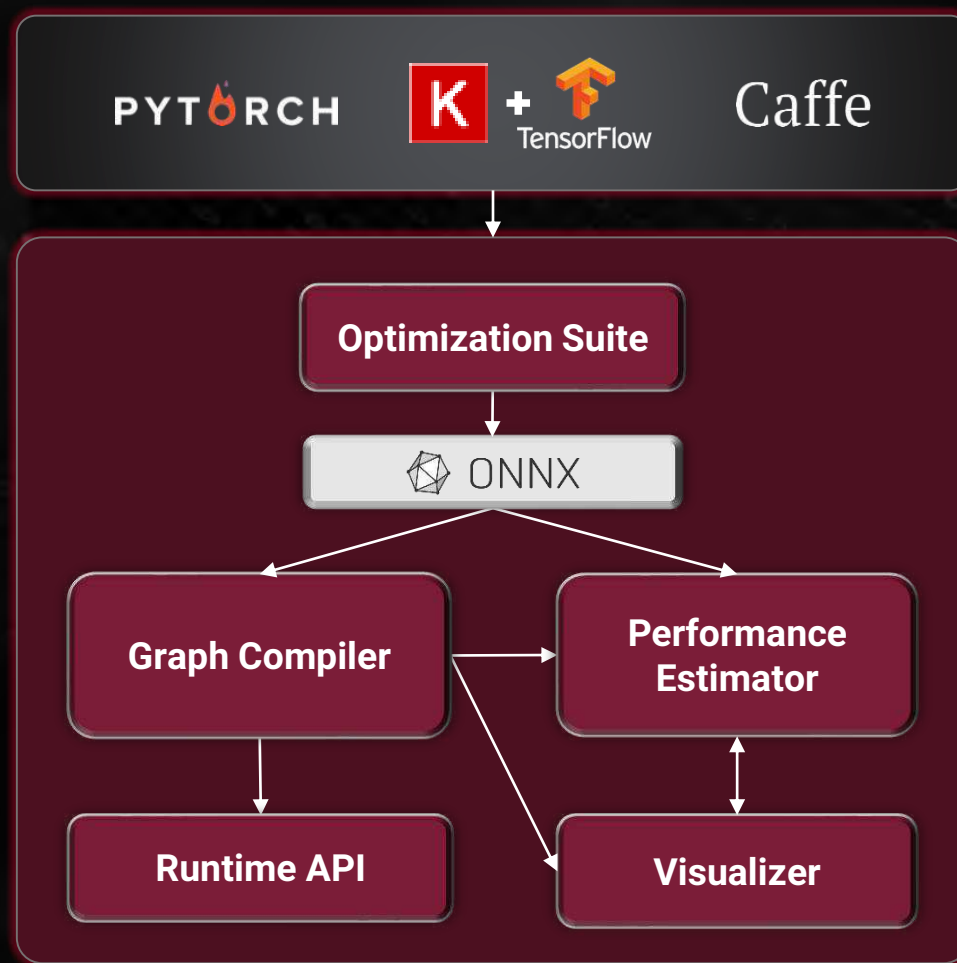 PYTORCH
K + TensorFlow
Caffe
Optimization Suite
ONNX
Graph Compiler
Performance
Estimator
Runtime API
Visualizer